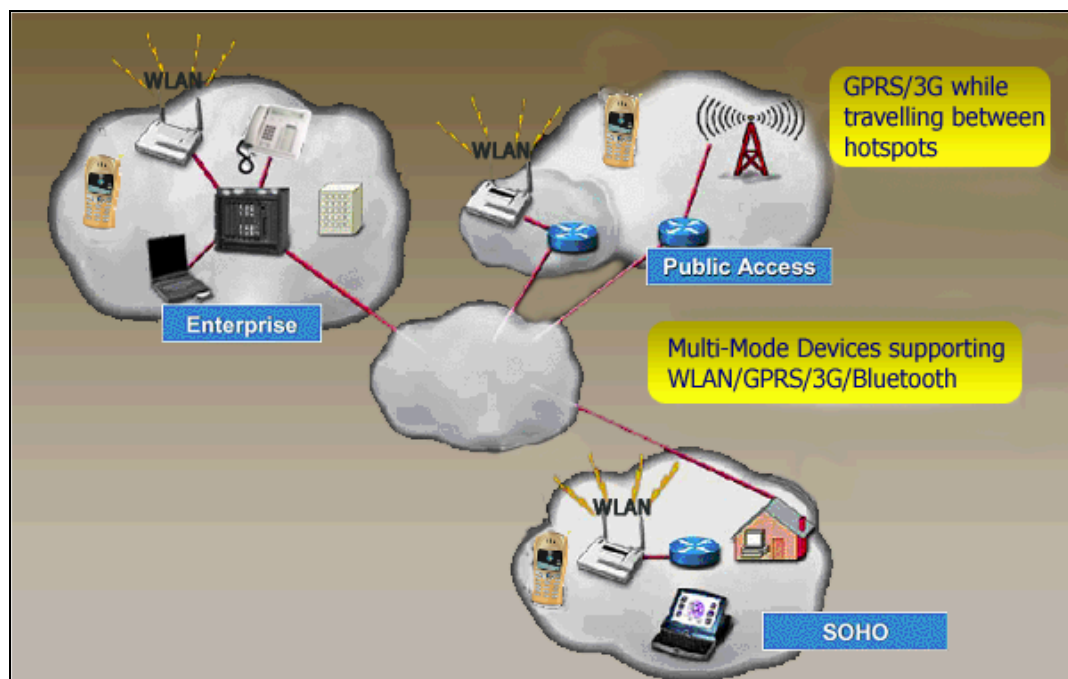 WLAN
GPRS/3G while
travelling between
hotspots
WLAN
Public Access
Enterprise
Multi-Mode Devices supporting
WLAN/GPRS/3G/Bluetooth
WLAN
SOHO